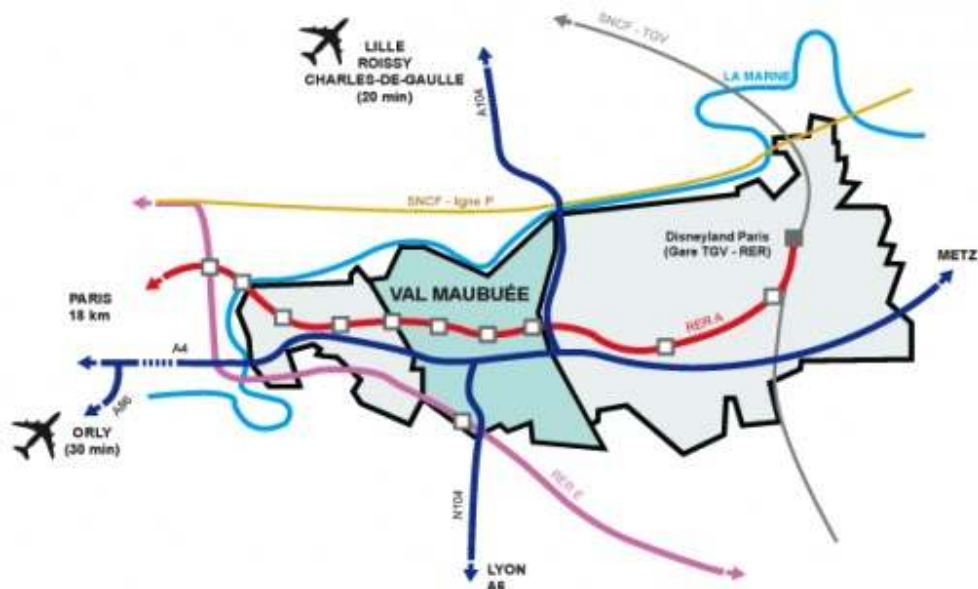 SNCF - TGV
LILLE
ROISSY
CHARLES-DE-GAULLE
(20 min)
LA MARNE
A104
SNCF - ligne P
Disneyland Paris
(Gare TGV - RER)
METZ
VAL MAUBUÉE
PARIS
18 km
RER A
A4
A86
ORLY
(30 min)
RER E
N104
LYON
A6